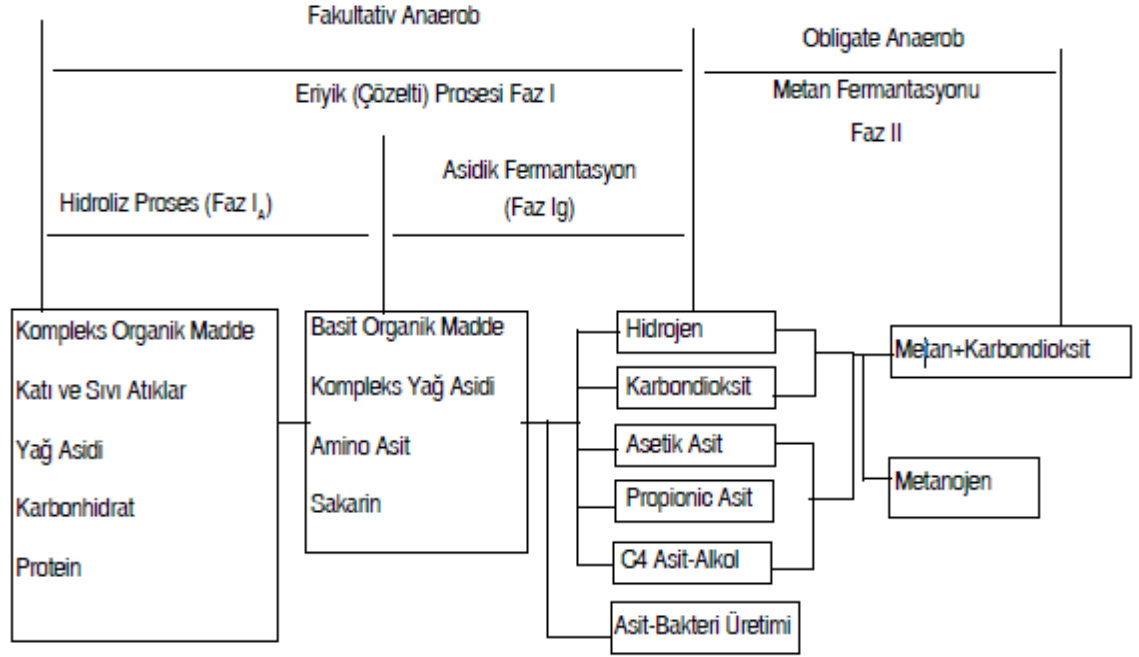 Fakultativ Anaerob
Obligate Anaerob
Eriyik (Çözelti) Prosesi Faz I
Metan Fermantasyonu
Faz II
Asidik Fermantasyon
(Faz Ig)
Hidroliz Proses (Faz I_A)
Kompleks Organik Madde
Katı ve Sıvı Atıklar
Yağ Asidi
Karbonhidrat
Protein
Basit Organik Madde
Kompleks Yağ Asidi
Amino Asit
Sakarin
Hidrojen
Karbondioksit
Asetik Asit
Propionic Asit
C4 Asit-Alkol
Asit-Bakteri Üretimi
Metan+Karbondioksit
Metanojen